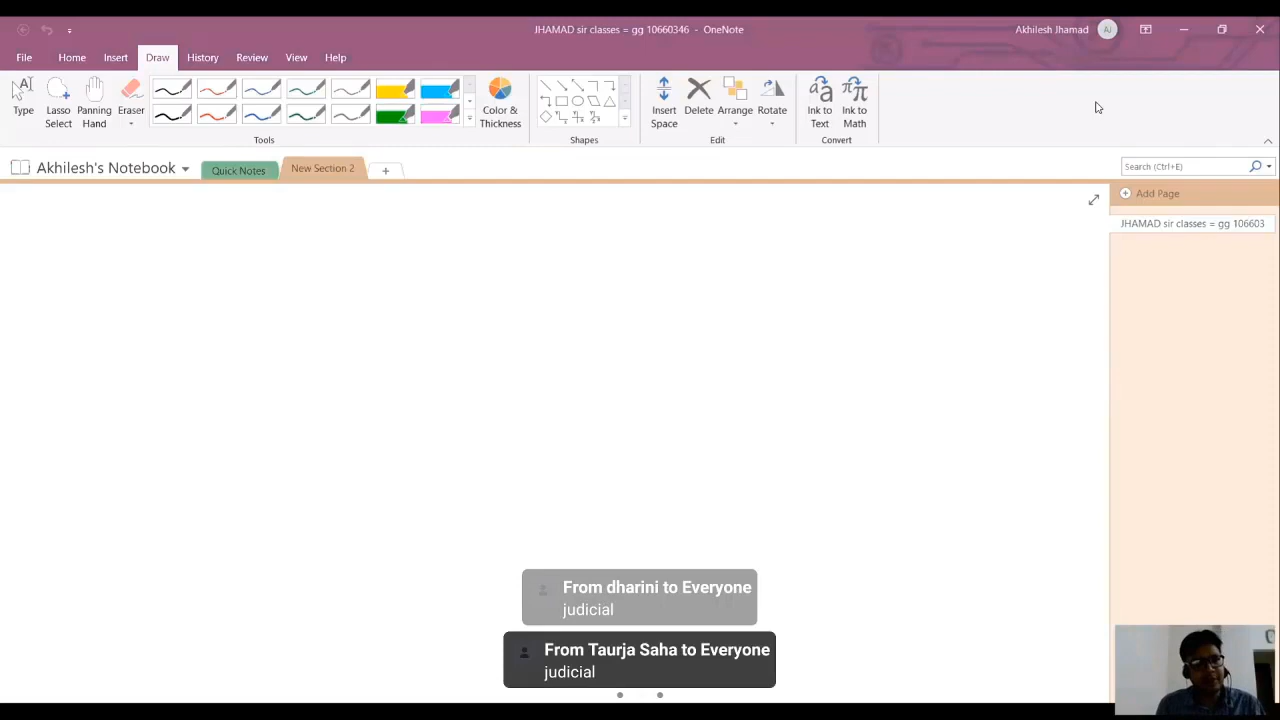 JHAMAD sir classes = gg 10660346 - OneNote
Akhilesh Jhamad
AJ
File
Home
Insert
Draw
History
Review
View
Help
Type
Lasso Select
Panning Hand
Eraser
Color & Thickness
Insert Space
Delete
Arrange
Rotate
Ink to Text
Ink to Math
Tools
Shapes
Edit
Convert
Akhilesh's Notebook
Quick Notes
New Section 2
Search (Ctrl+E)
Add Page
JHAMAD sir classes = gg 106603
From dharini to Everyone
judicial
From Taurja Saha to Everyone
judicial